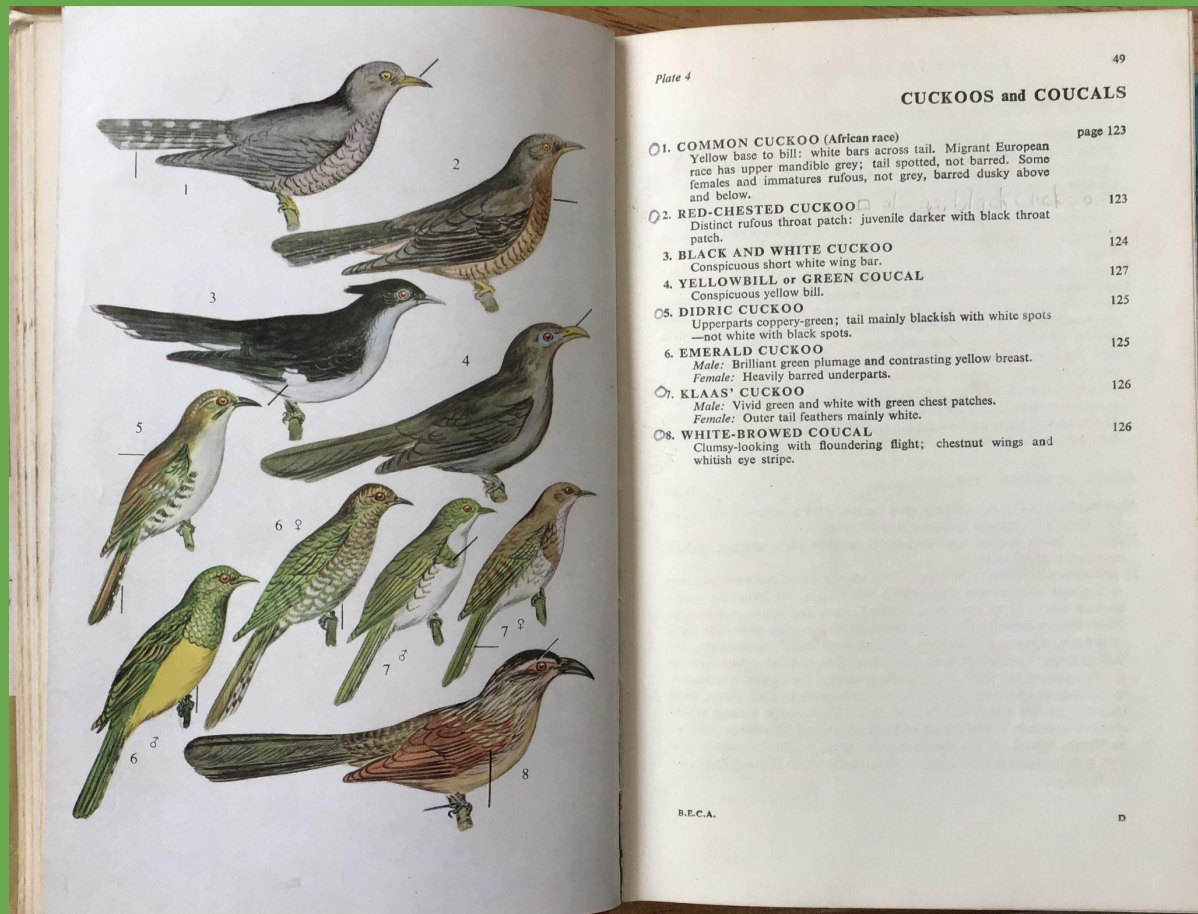 1
2
3
4
5
6 ♀
7 ♂
7 ♀
6 ♂
8
49
Plate 4
CUCKOOS and COUCALS
1. COMMON CUCKOO (African race) page 123
Yellow base to bill: white bars across tail. Migrant European
race has upper mandible grey; tail spotted, not barred. Some
females and immatures rufous, not grey, barred dusky above
and below.
2. RED-CHESTED CUCKOO black cuckoo 123
Distinct rufous throat patch: juvenile darker with black throat
patch.
3. BLACK AND WHITE CUCKOO 124
Conspicuous short white wing bar.
4. YELLOWBILL or GREEN COUCAL 127
Conspicuous yellow bill.
5. DIDRIC CUCKOO 125
Upperparts coppery-green; tail mainly blackish with white spots
—not white with black spots.
6. EMERALD CUCKOO 125
Male: Brilliant green plumage and contrasting yellow breast.
Female: Heavily barred underparts.
7. KLAAS' CUCKOO 126
Male: Vivid green and white with green chest patches.
Female: Outer tail feathers mainly white.
8. WHITE-BROWED COUCAL 126
Clumsy-looking with floundering flight; chestnut wings and
whitish eye stripe.
B.E.C.A.
D